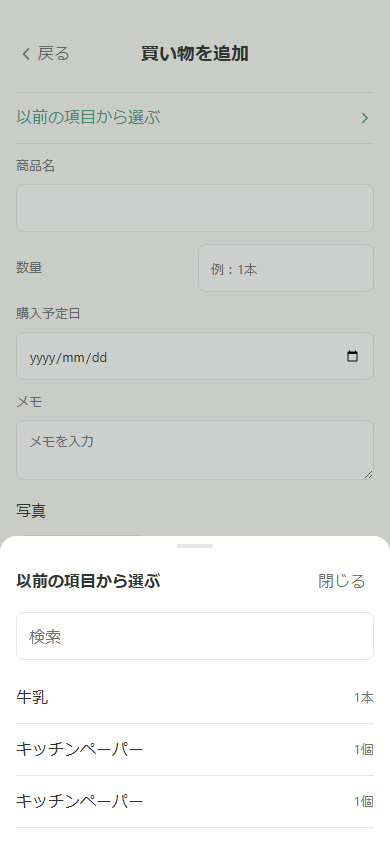 戻る
買い物を追加
以前の項目から選ぶ
商品名
数量
例：1本
購入予定日
yyyy/mm/dd
メモ
メモを入力
写真
以前の項目から選ぶ
閉じる
検索
牛乳
1本
キッチンペーパー
1個
キッチンペーパー
1個